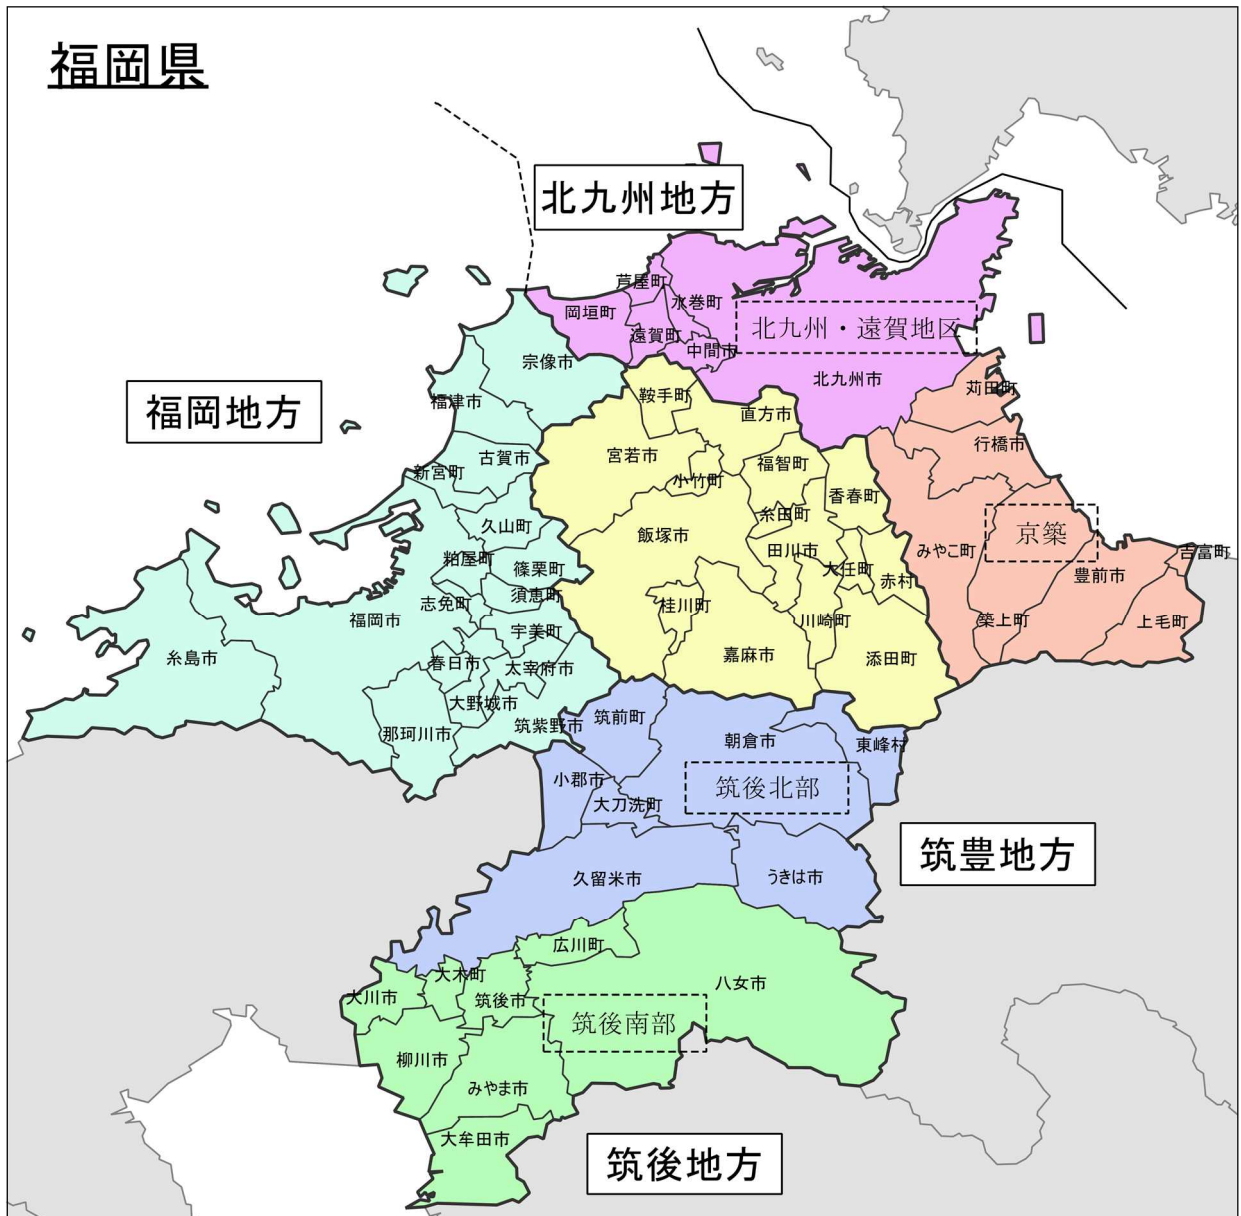 福岡県
北九州地方
芦屋町
水巻町
岡垣町
遠賀町
中間市
北九州・遠賀地区
北九州市
宗像市
福津市
福岡地方
鞍手町
直方市
苅田町
行橋市
古賀市
新宮町
宮若市
小竹町
福智町
香春町
久山町
糸田町
飯塚市
田川市
大任町
赤村
みやこ町
京築
吉富町
豊前市
築上町
上毛町
粕屋町
篠栗町
須恵町
志免町
福岡市
宇美町
桂川町
川崎町
嘉麻市
添田町
糸島市
春日市
太宰府市
大野城市
那珂川市
筑紫野市
筑前町
朝倉市
東峰村
小郡市
大刀洗町
筑後北部
筑豊地方
久留米市
うきは市
広川町
大木町
大川市
筑後市
八女市
筑後南部
柳川市
みやま市
大牟田市
筑後地方